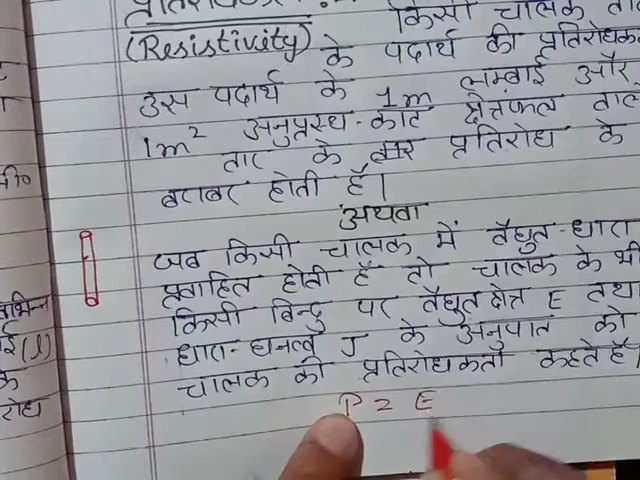 किसी चालक
(Resistivity) के पदार्थ की प्रतिरोधक
उस पदार्थ के 1m लम्बाई और
1m² अनुप्रस्थ-काट क्षेत्रफल वाले
तार के प्रतिरोध के
बराबर होती है।
अथवा
जब किसी चालक में वैधुत-धारा
प्रवाहित होती है तो चालक के भी
किसी बिन्दु पर वैधुत क्षेत्र E तथा
धारा-घनत्व J के अनुपात को
चालक की प्रतिरोधकता कहते है।
ρ = E